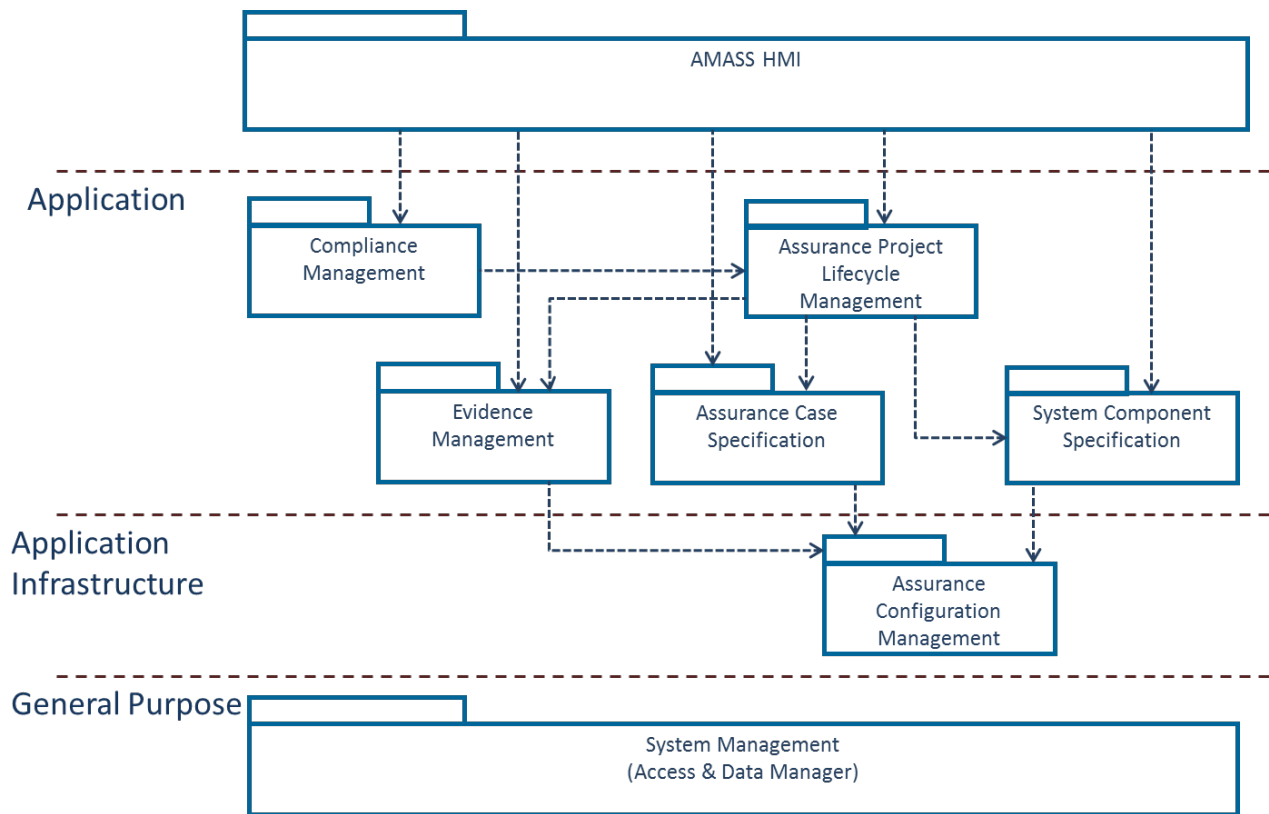 AMASS HMI
Application
Compliance
Management
Assurance Project
Lifecycle
Management
Evidence
Management
Assurance Case
Specification
System Component
Specification
Application
Infrastructure
Assurance
Configuration
Management
General Purpose
System Management
(Access & Data Manager)